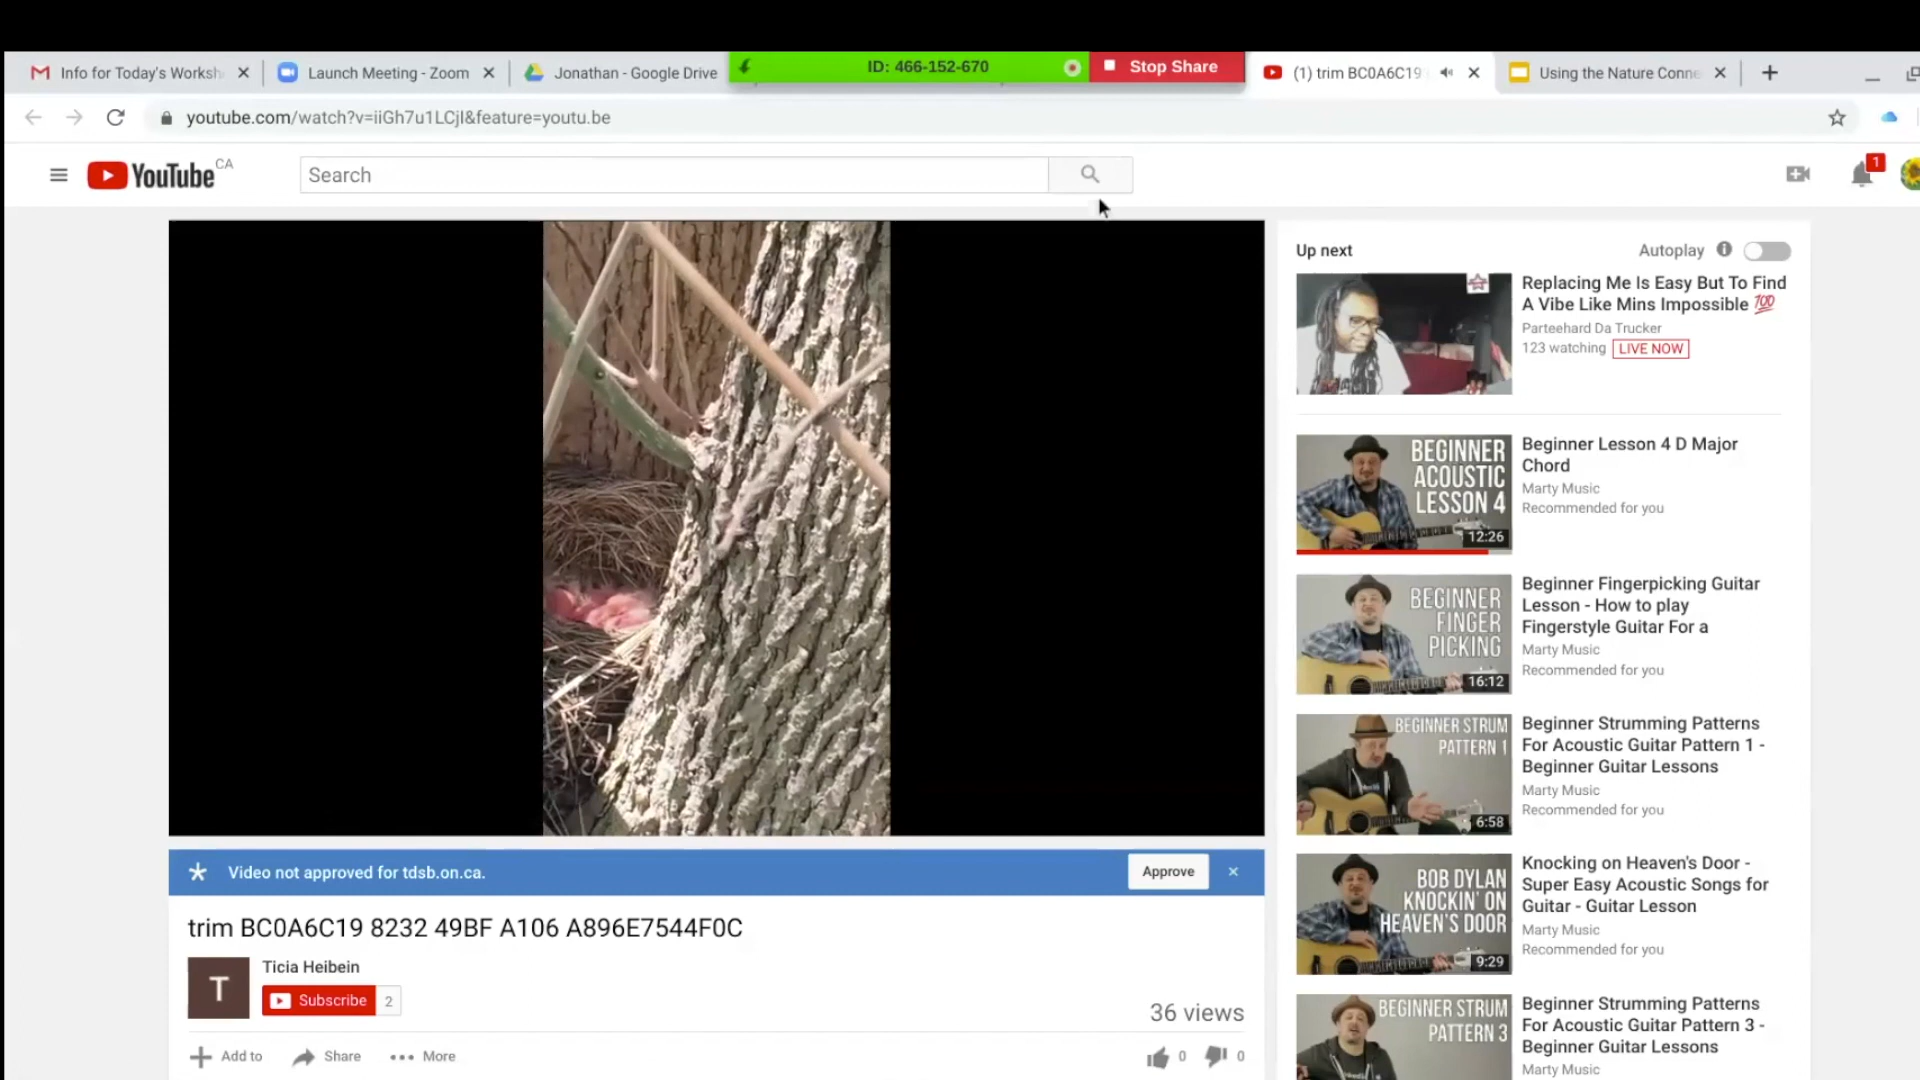 Info for Today's Worksh
Launch Meeting - Zoom
Jonathan - Google Drive
ID: 466-152-670
Stop Share
(1) trim BC0A6C19
Using the Nature Conne
youtube.com/watch?v=iiGh7u1LCjI&feature=youtu.be
YouTube CA
Search
1
Up next
Autoplay
Replacing Me Is Easy But To Find
A Vibe Like Mins Impossible 💯
Parteehard Da Trucker
123 watching LIVE NOW
BEGINNER
ACOUSTIC
LESSON 4
12:26
Beginner Lesson 4 D Major
Chord
Marty Music
Recommended for you
BEGINNER
FINGER
PICKING
16:12
Beginner Fingerpicking Guitar
Lesson - How to play
Fingerstyle Guitar For a
Marty Music
Recommended for you
BEGINNER STRUM
PATTERN 1
6:58
Beginner Strumming Patterns
For Acoustic Guitar Pattern 1 -
Beginner Guitar Lessons
Marty Music
Recommended for you
BOB DYLAN
KNOCKIN' ON
HEAVEN'S DOOR
9:29
Knocking on Heaven's Door -
Super Easy Acoustic Songs for
Guitar - Guitar Lesson
Marty Music
Recommended for you
BEGINNER STRUM
PATTERN 3
Beginner Strumming Patterns
For Acoustic Guitar Pattern 3 -
Beginner Guitar Lessons
Marty Music
Video not approved for tdsb.on.ca.
Approve
trim BC0A6C19 8232 49BF A106 A896E7544F0C
T
Ticia Heibein
Subscribe 2
36 views
Add to
Share
More
0
0